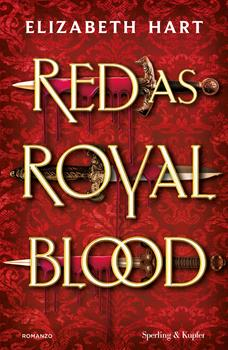 ELIZABETH HART
RED AS
ROYAL
BLOOD
ROMANZO
Sperling & Kupfer